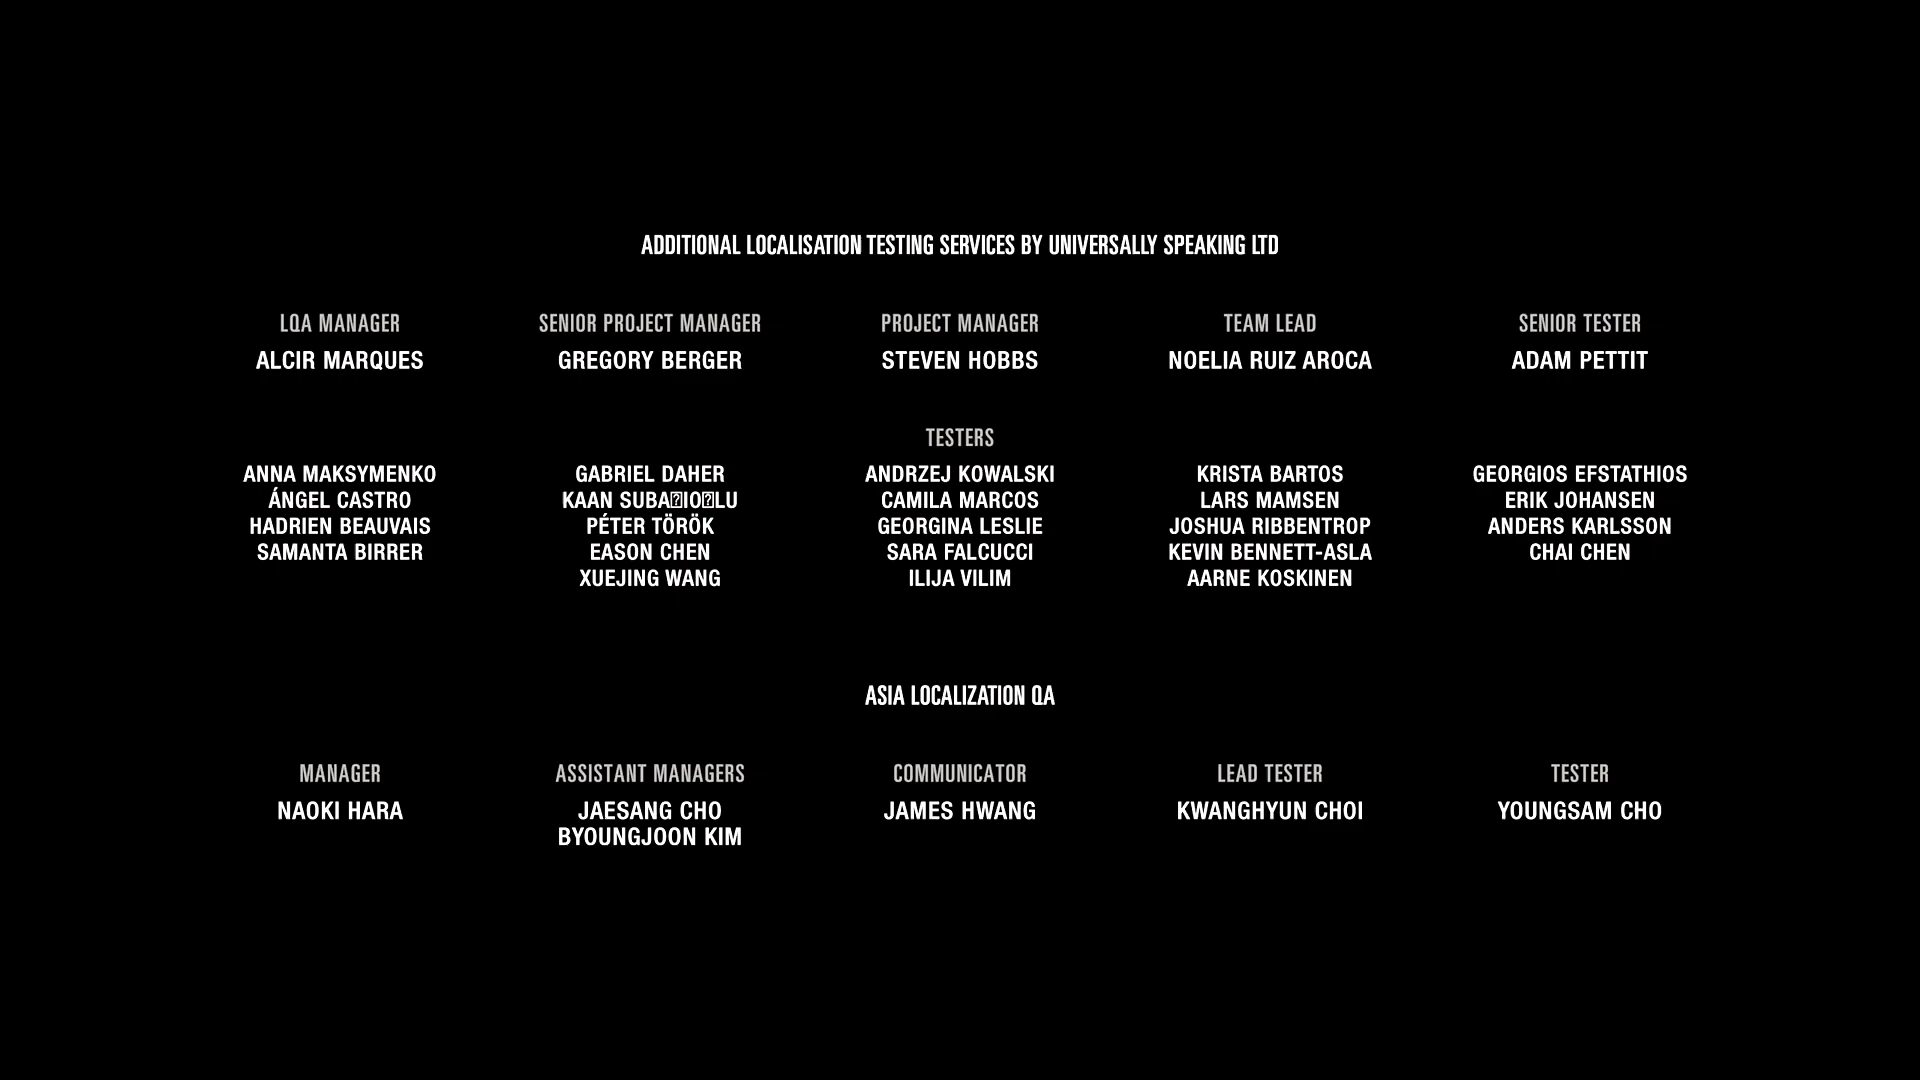 ADDITIONAL LOCALISATION TESTING SERVICES BY UNIVERSALLY SPEAKING LTD
LQA MANAGER
ALCIR MARQUES
SENIOR PROJECT MANAGER
GREGORY BERGER
PROJECT MANAGER
STEVEN HOBBS
TEAM LEAD
NOELIA RUIZ AROCA
SENIOR TESTER
ADAM PETTIT
TESTERS
ANNA MAKSYMENKO
ÁNGEL CASTRO
HADRIEN BEAUVAIS
SAMANTA BIRRER
GABRIEL DAHER
KAAN SUBA⍰IO⍰LU
PÉTER TÖRÖK
EASON CHEN
XUEJING WANG
ANDRZEJ KOWALSKI
CAMILA MARCOS
GEORGINA LESLIE
SARA FALCUCCI
ILIJA VILIM
KRISTA BARTOS
LARS MAMSEN
JOSHUA RIBBENTROP
KEVIN BENNETT-ASLA
AARNE KOSKINEN
GEORGIOS EFSTATHIOS
ERIK JOHANSEN
ANDERS KARLSSON
CHAI CHEN
ASIA LOCALIZATION QA
MANAGER
NAOKI HARA
ASSISTANT MANAGERS
JAESANG CHO
BYOUNGJOON KIM
COMMUNICATOR
JAMES HWANG
LEAD TESTER
KWANGHYUN CHOI
TESTER
YOUNGSAM CHO